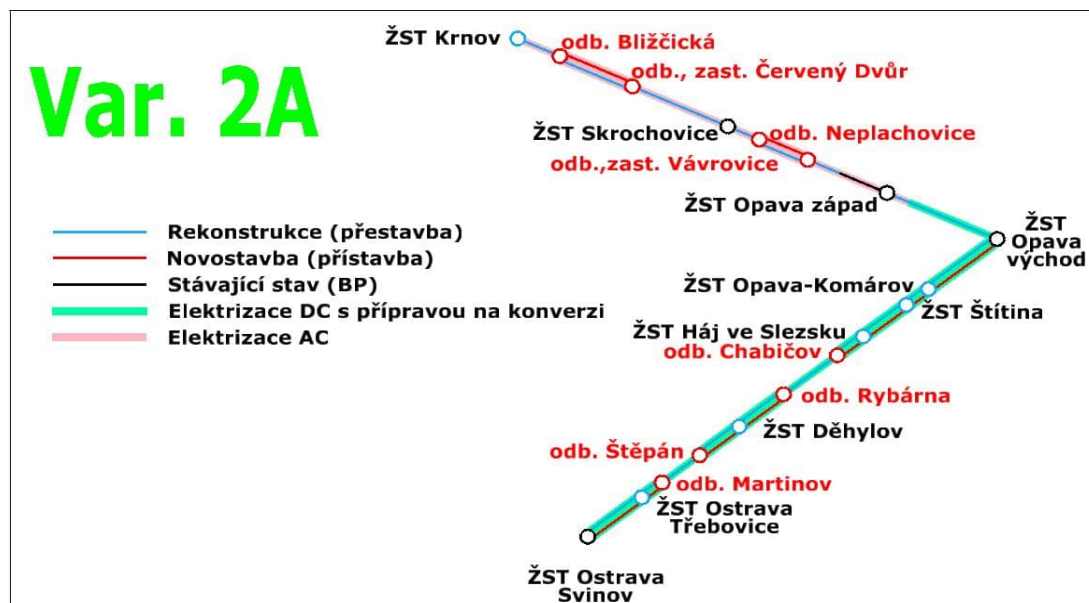 Var. 2A
ŽST Krnov
odb. Bližčická
odb., zast. Červený Dvůr
ŽST Skrochovice
odb. Neplachovice
odb.,zast. Vávrovice
ŽST Opava západ
ŽST
Opava
východ
Rekonstrukce (přestavba)
Novostavba (přístavba)
Stávající stav (BP)
Elektrizace DC s přípravou na konverzi
Elektrizace AC
ŽST Opava-Komárov
ŽST Štítina
ŽST Háj ve Slezsku
odb. Chabičov
odb. Rybárna
ŽST Děhylov
odb. Štěpán
odb. Martinov
ŽST Ostrava
Třebovice
ŽST Ostrava
Svinov